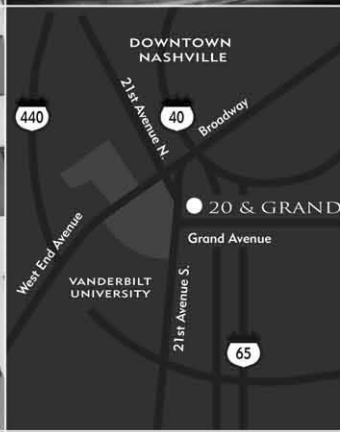 DOWNTOWN
NASHVILLE
21st Avenue N.
440
40
Broadway
20 & GRAND
Grand Avenue
West End Avenue
VANDERBILT
UNIVERSITY
21st Avenue S.
65